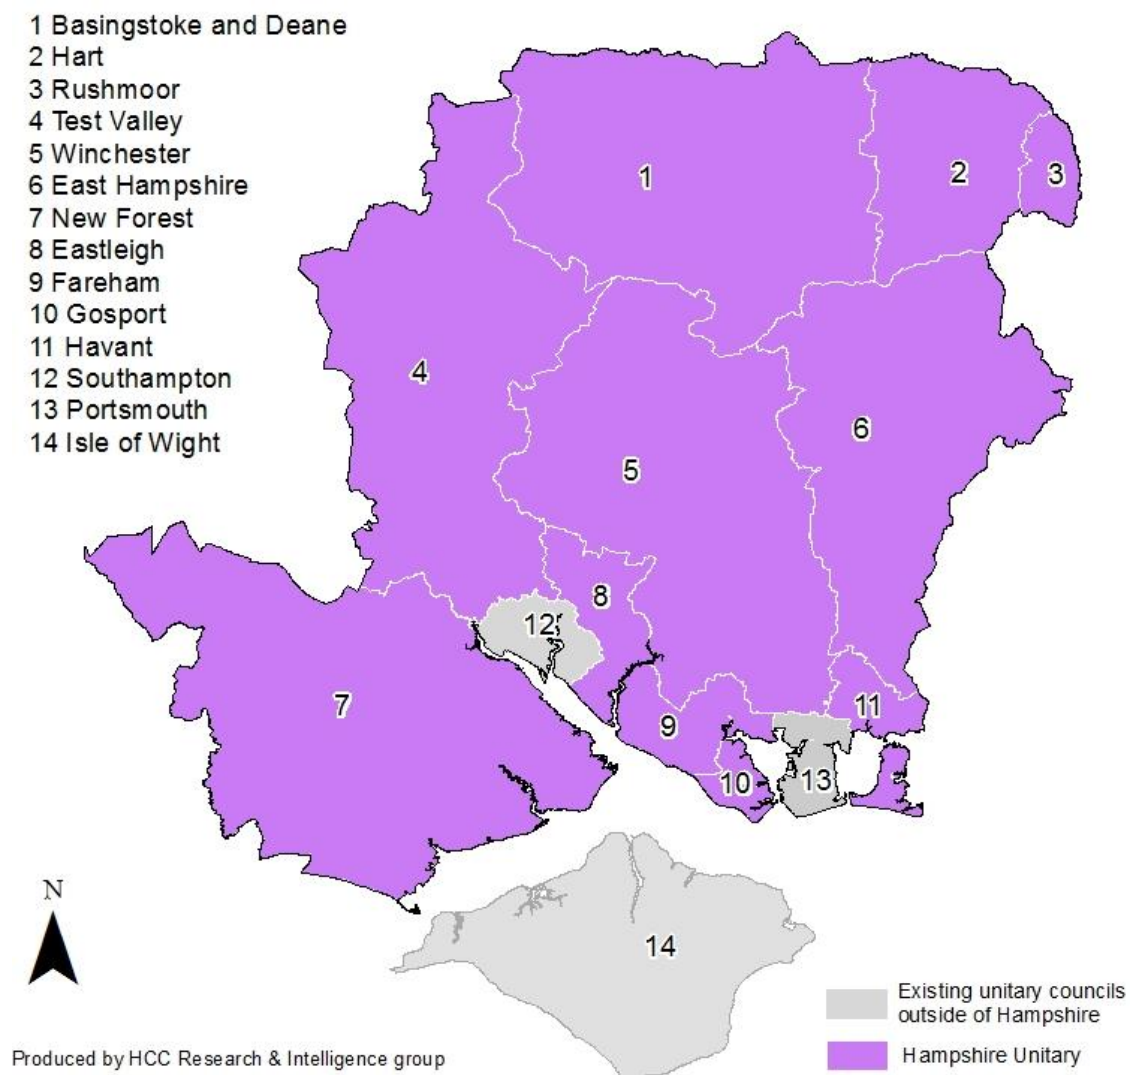 1 Basingstoke and Deane
2 Hart
3 Rushmoor
4 Test Valley
5 Winchester
6 East Hampshire
7 New Forest
8 Eastleigh
9 Fareham
10 Gosport
11 Havant
12 Southampton
13 Portsmouth
14 Isle of Wight
1
2
3
4
6
5
8
12
7
11
9
10
13
N
14
Existing unitary councils
outside of Hampshire
Hampshire Unitary
Produced by HCC Research & Intelligence group